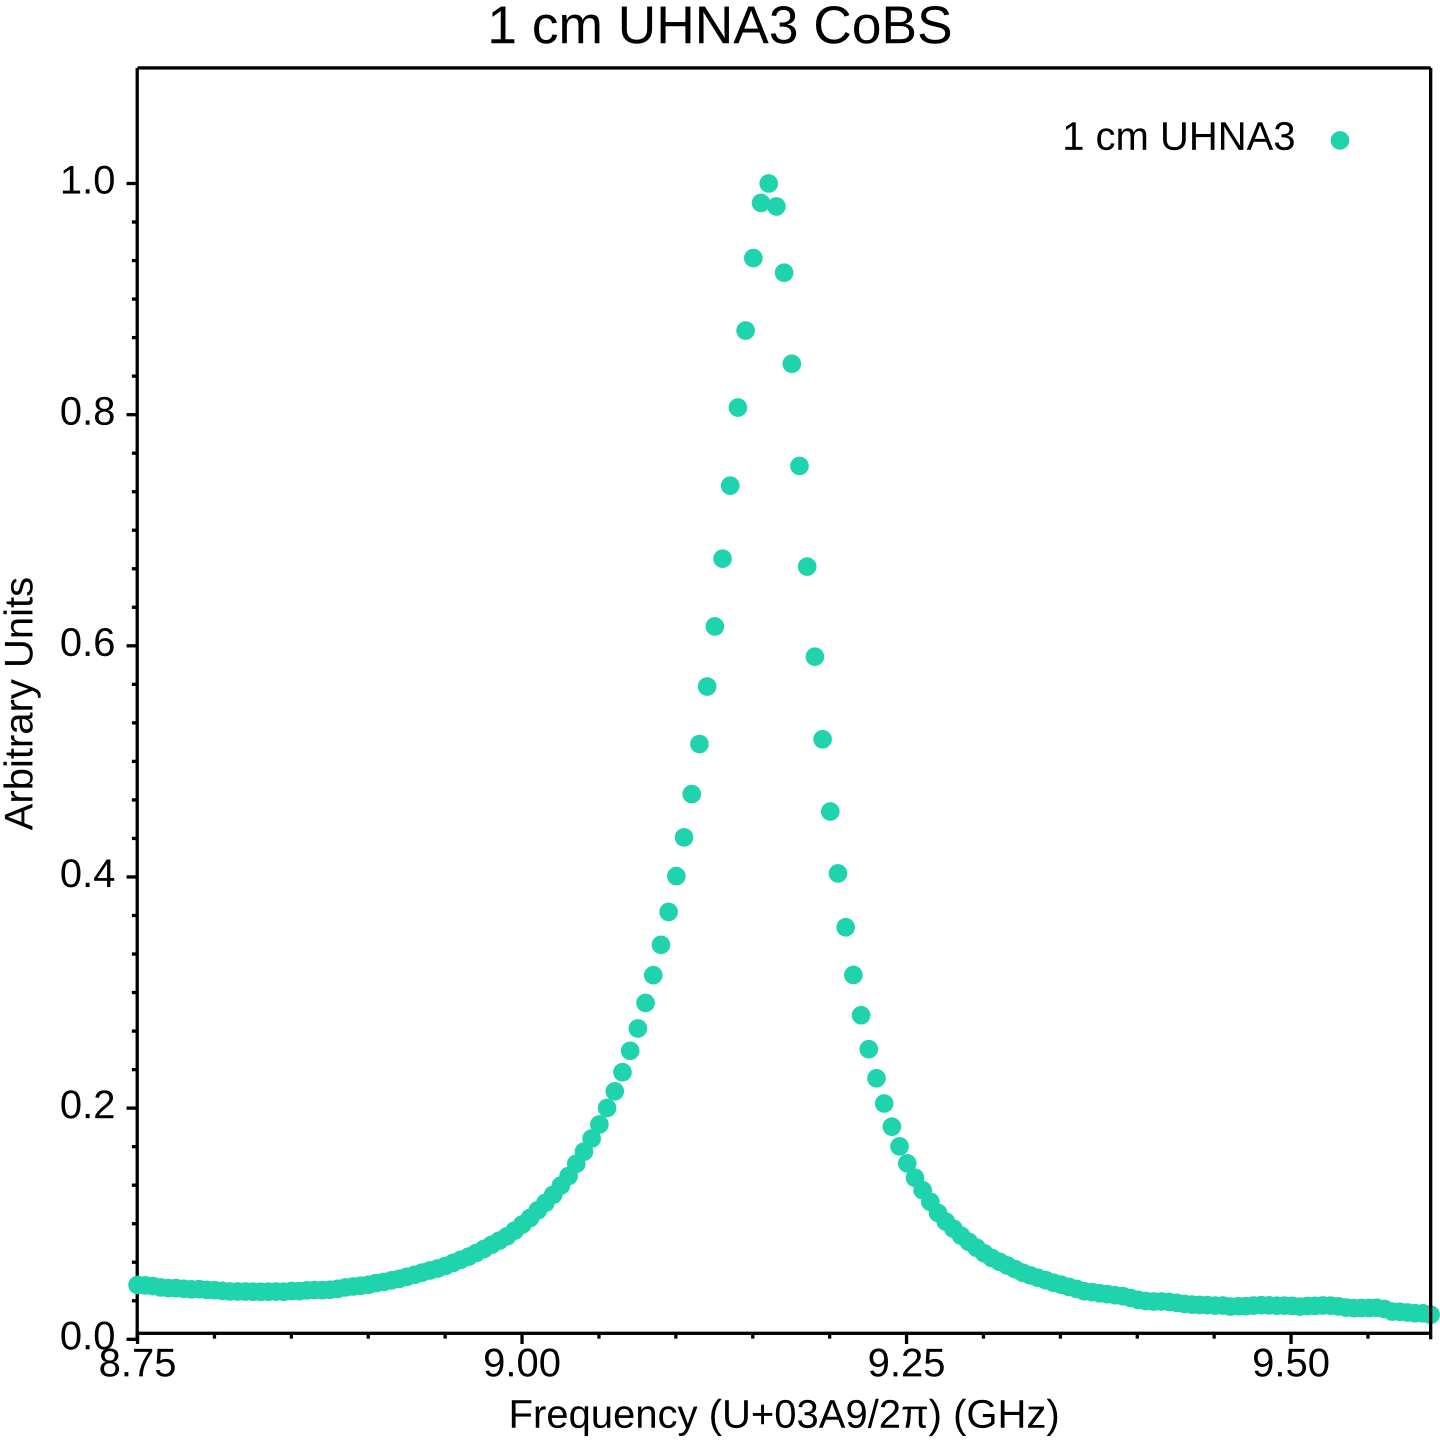 1 cm UHNA3 CoBS
1 cm UHNA3
1.0
0.8
0.6
0.4
0.2
0.0
Arbitrary Units
8.75 9.00 9.25 9.50
Frequency (U+03A9/2π) (GHz)